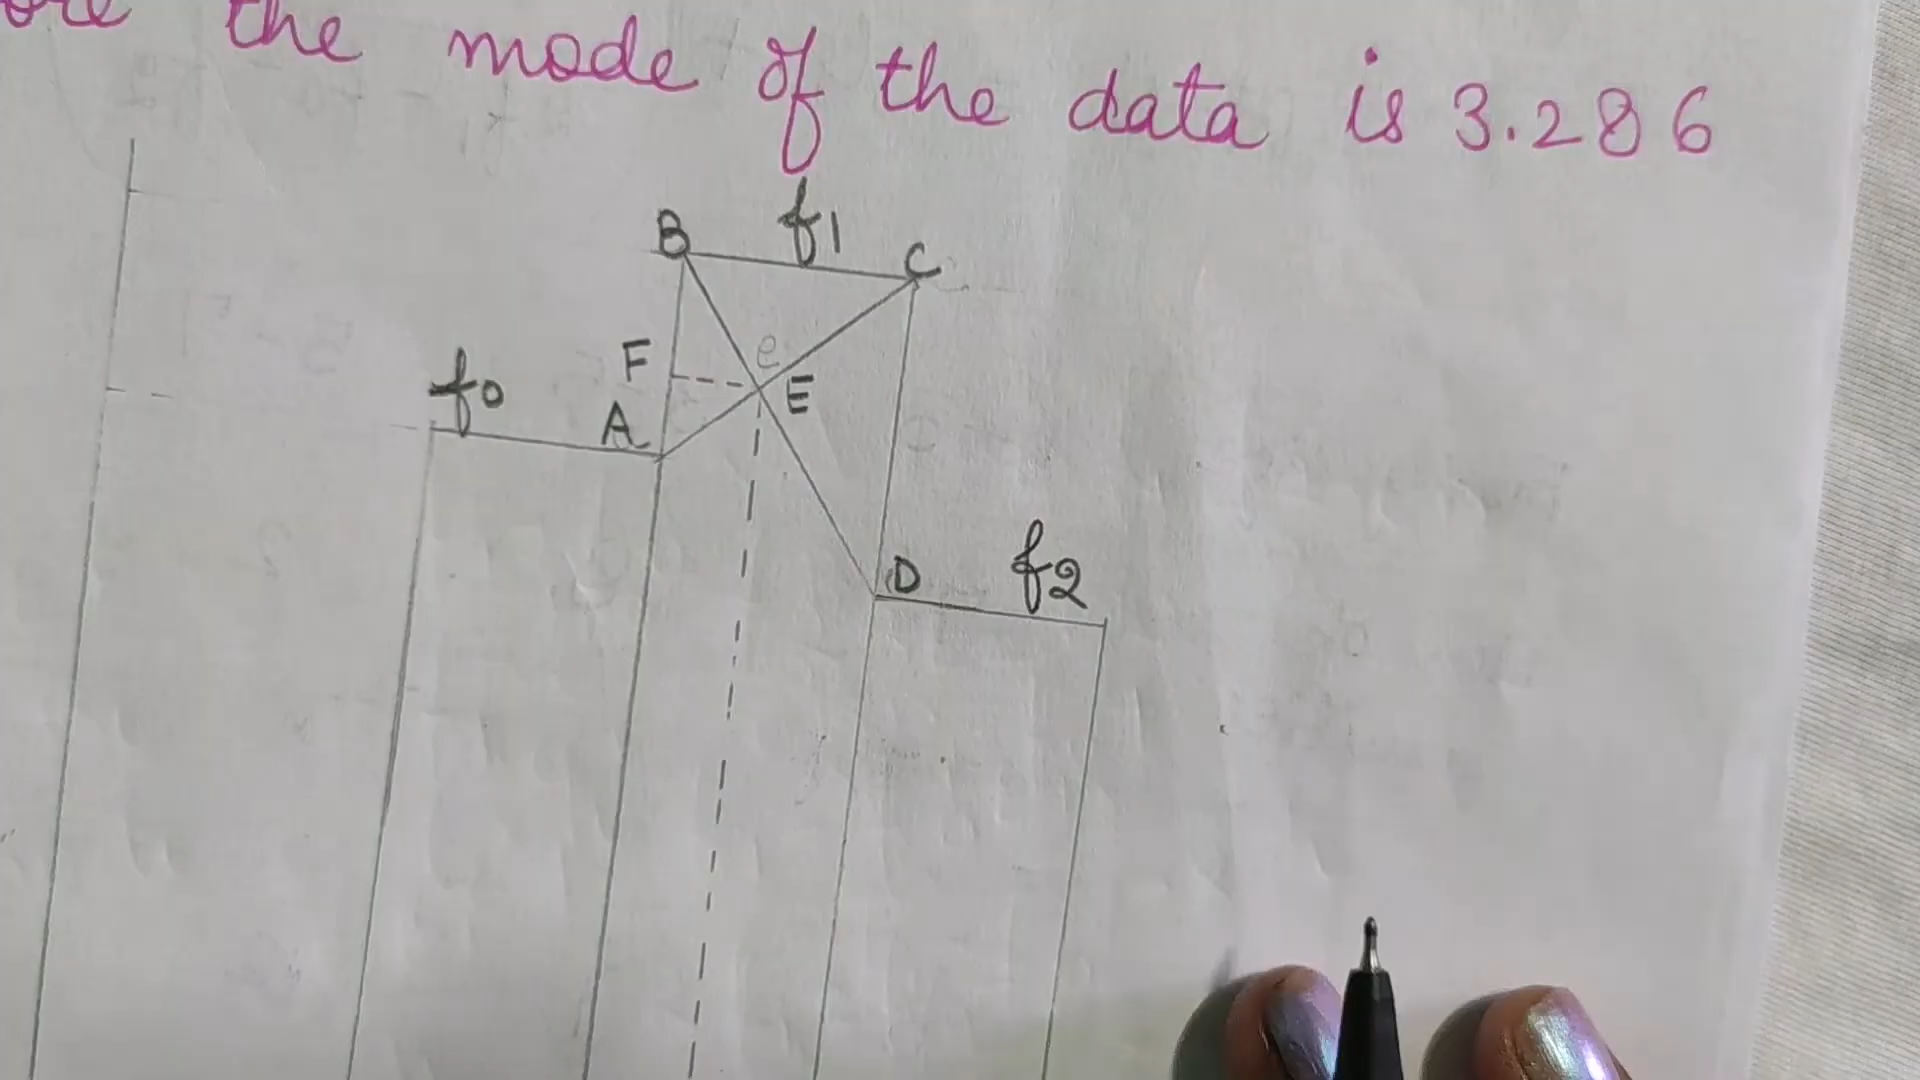 the mode of the data is 3.286
B f1 C
F e E
f0 A
D f2